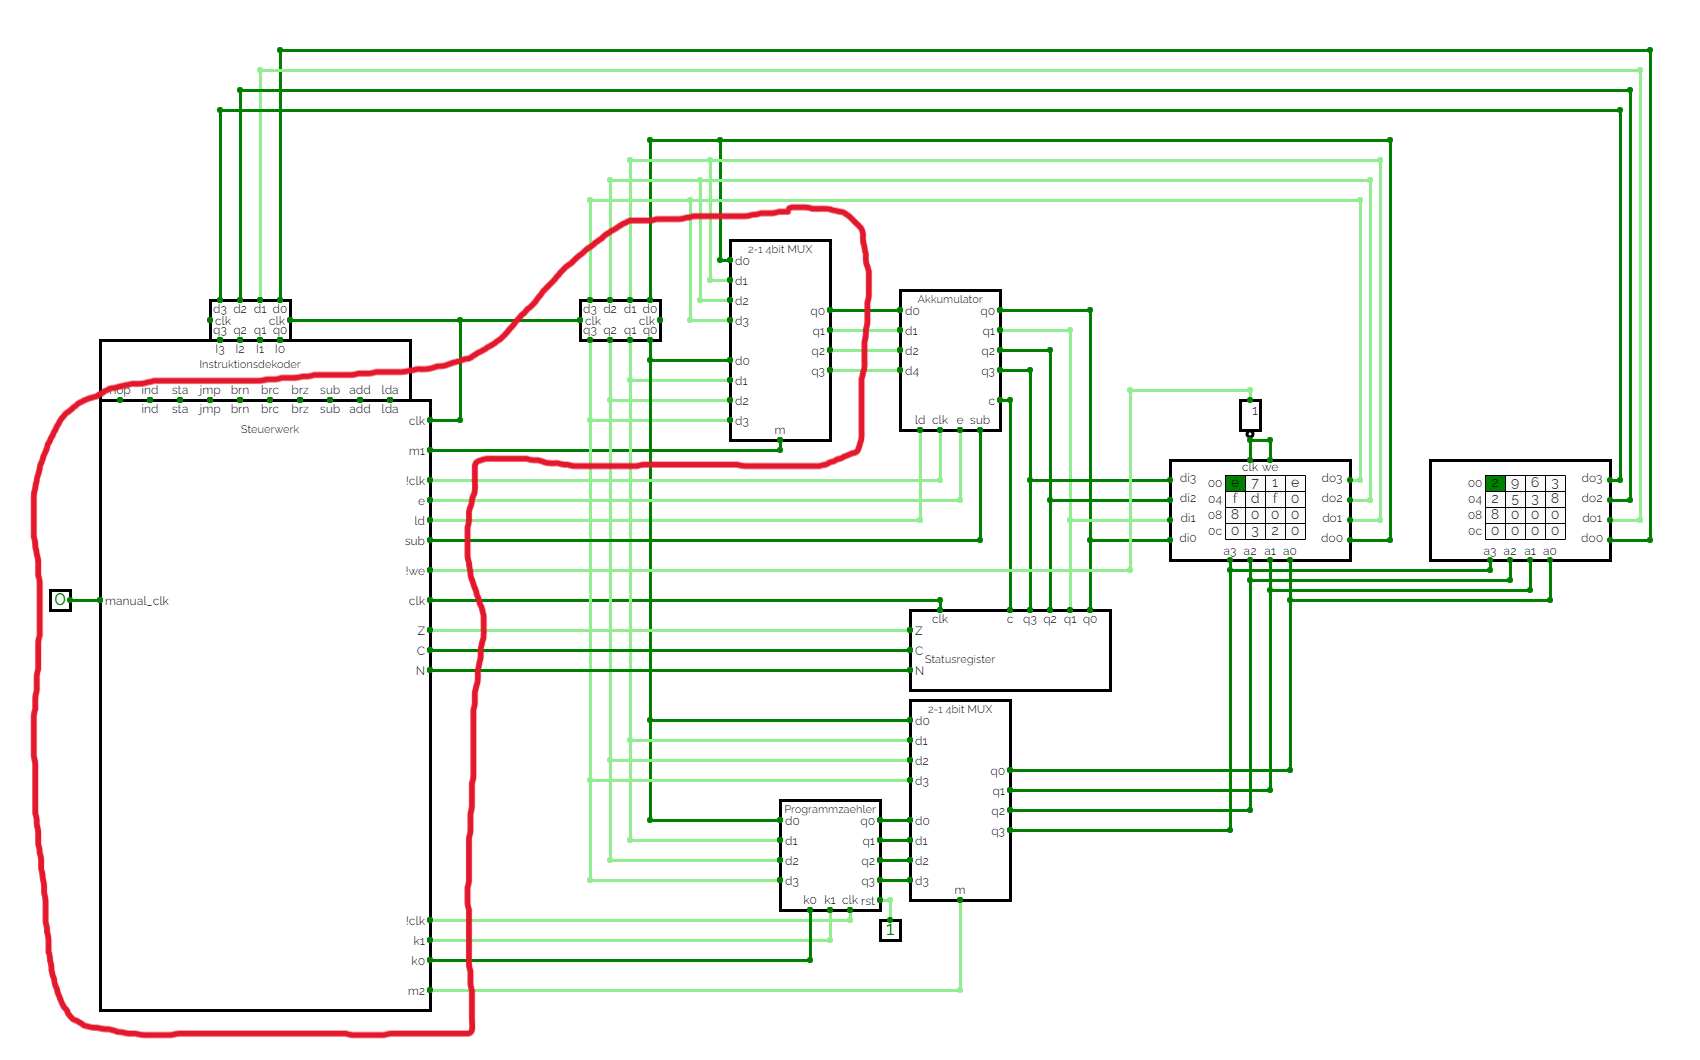 d3 d2 d1 d0
clk clk
q3 q2 q1 q0
I3 I2 I1 I0
Instruktionsdekoder
nop ind sta jmp brn brc brz sub add lda
ind sta jmp brn brc brz sub add lda
Steuerwerk
clk
m1
!clk
e
ld
sub
!we
clk
0
manual_clk
Z
C
N
!clk
k1
k0
m2
d3 d2 d1 d0
clk clk
q3 q2 q1 q0
2-1 4bit MUX
d0
d1
d2
d3
q0
q1
q2
q3
d0
d1
d2
d3
m
Akkumulator
d0 q0
d1 q1
d2 q2
d4 q3
c
ld clk e sub
1
clk we
di3 00 e 7 1 e do3
di2 04 f d f 0 do2
di1 08 8 0 0 0 do1
di0 0c 0 3 2 0 do0
a3 a2 a1 a0
00 2 9 6 3 do3
04 2 5 3 8 do2
08 8 0 0 0 do1
0c 0 0 0 0 do0
a3 a2 a1 a0
clk c q3 q2 q1 q0
Z
C
Statusregister
N
2-1 4bit MUX
d0
d1
d2
d3
q0
q1
q2
q3
d0
d1
d2
d3
m
Programmzaehler
d0 q0
d1 q1
d2 q2
d3 q3
k0 k1 clk rst
1